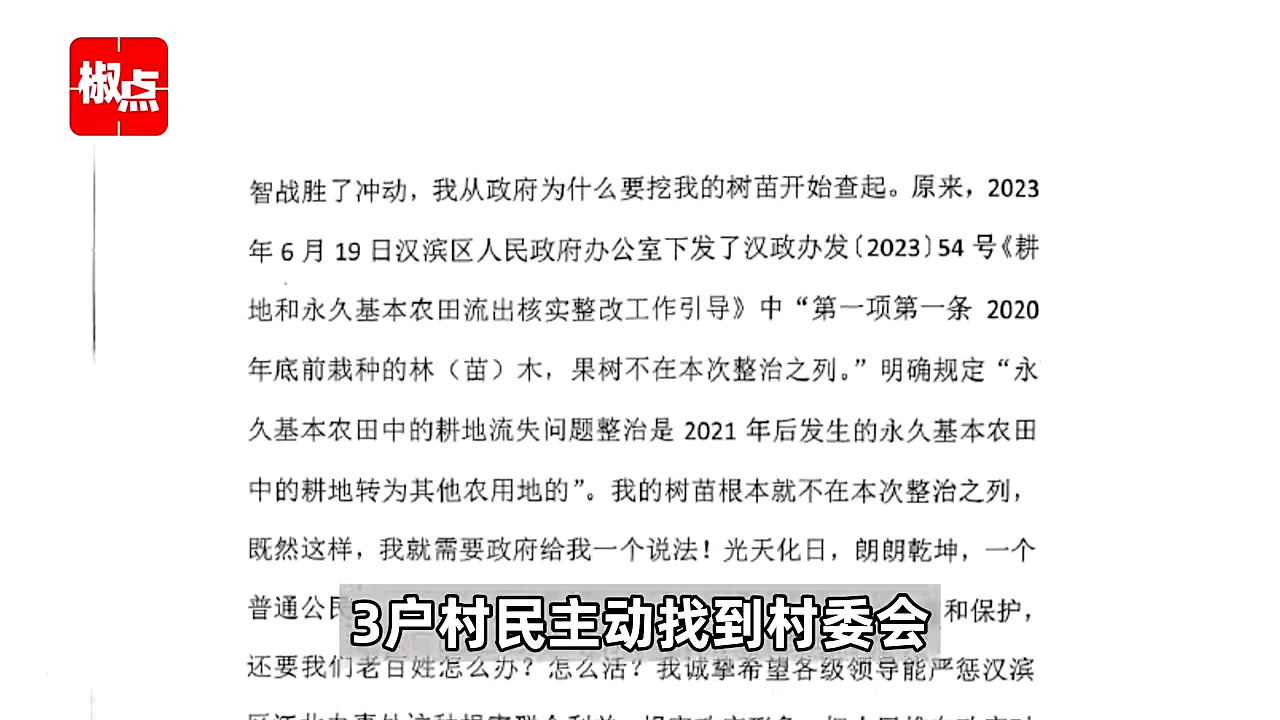 椒点
智战胜了冲动，我从政府为什么要挖我的树苗开始查起。原来，2023
年 6 月 19 日汉滨区人民政府办公室下发了汉政办发〔2023〕54 号《耕
地和永久基本农田流出核实整改工作引导》中“第一项第一条 2020
年底前栽种的林（苗）木，果树不在本次整治之列。”明确规定“永
久基本农田中的耕地流失问题整治是 2021 年后发生的永久基本农田
中的耕地转为其他农用地的”。我的树苗根本就不在本次整治之列，
既然这样，我就需要政府给我一个说法！光天化日，朗朗乾坤，一个
普通公民 和保护，
3户村民主动找到村委会
还要我们老百姓怎么办？怎么活？我诚挚希望各级领导能严惩汉滨